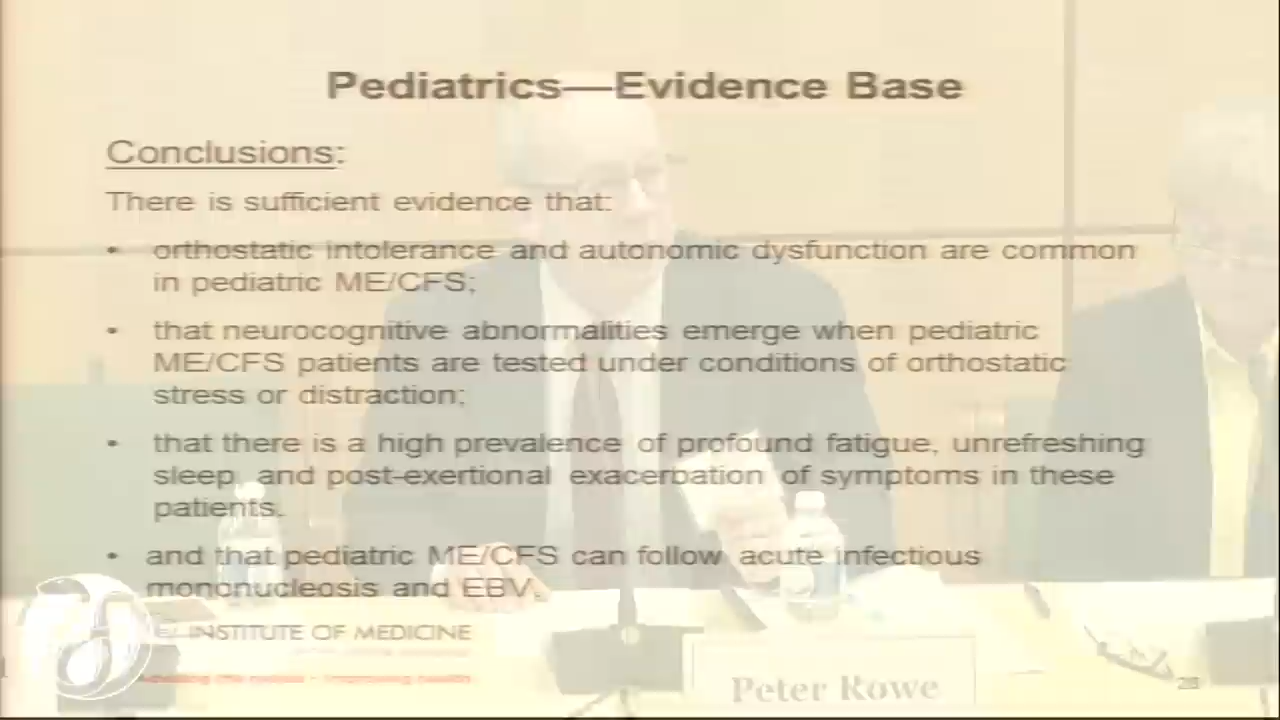 Pediatrics—Evidence Base
Conclusions:
There is sufficient evidence that:
• orthostatic intolerance and autonomic dysfunction are common
in pediatric ME/CFS;
• that neurocognitive abnormalities emerge when pediatric
ME/CFS patients are tested under conditions of orthostatic
stress or distraction;
• that there is a high prevalence of profound fatigue, unrefreshing
sleep, and post-exertional exacerbation of symptoms in these
patients.
• and that pediatric ME/CFS can follow acute infectious
mononucleosis and EBV.
INSTITUTE OF MEDICINE
Peter Rowe
28